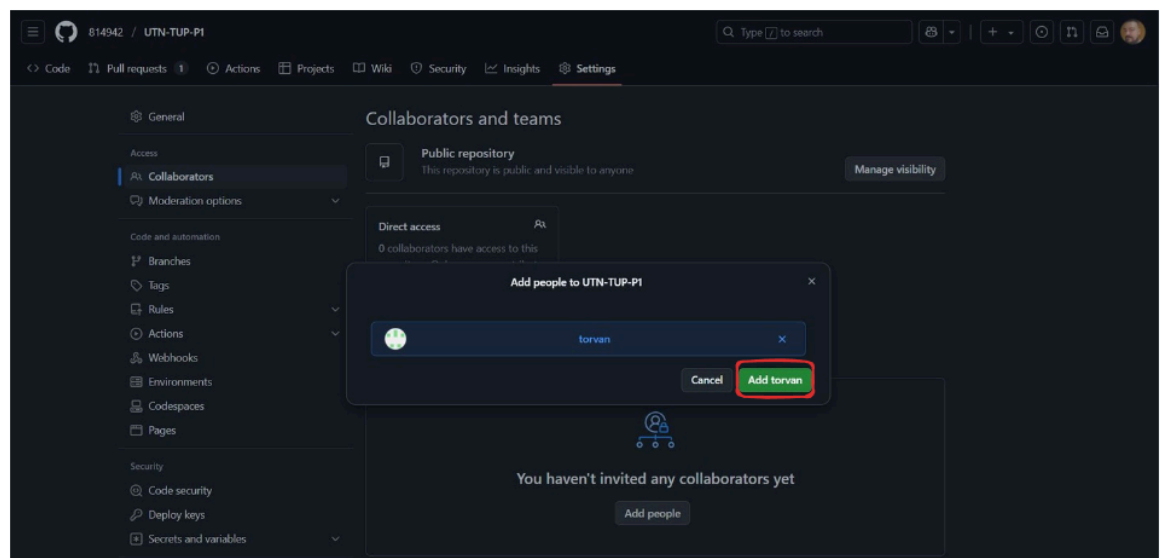 814942 / UTN-TUP-P1
Type / to search
Code Pull requests 1 Actions Projects Wiki Security Insights Settings
General
Access
Collaborators
Moderation options
Code and automation
Branches
Tags
Rules
Actions
Webhooks
Environments
Codespaces
Pages
Security
Code security
Deploy keys
Secrets and variables
Collaborators and teams
Public repository
This repository is public and visible to anyone
Manage visibility
Direct access
0 collaborators have access to this
Add people to UTN-TUP-P1
torvan
Cancel Add torvan
You haven't invited any collaborators yet
Add people